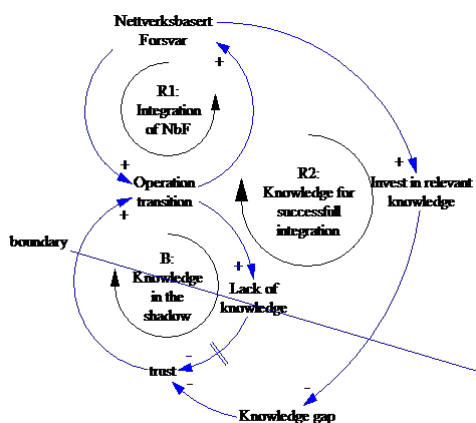 Nettverksbasert
Forsvar
+
+
R1:
Integration
of NbF
+
Operation
transition
+
R2:
Knowledge for
successfull
integration
+
Invest in relevant
knowledge
boundary
B:
Knowledge
in the
shadow
+
Lack of
knowledge
-
trust
-
-
Knowledge gap